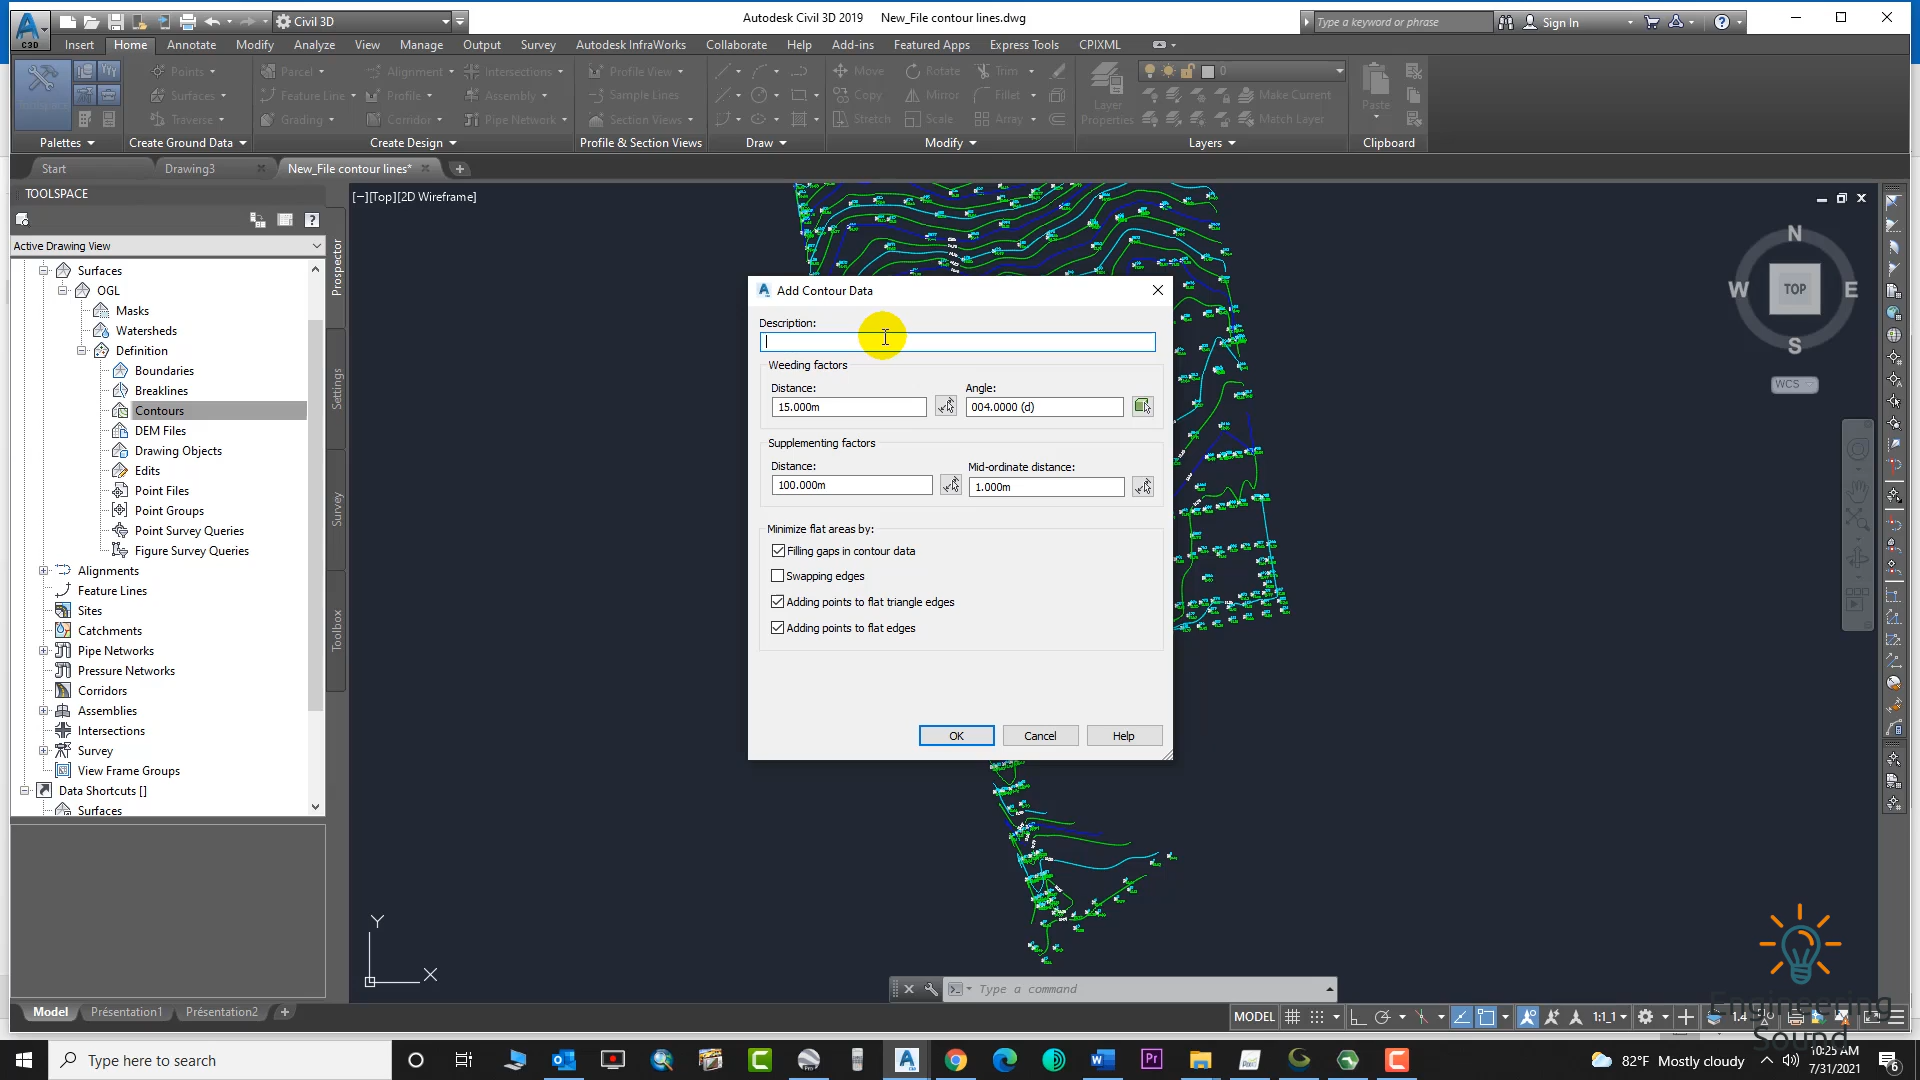 Civil 3D
Autodesk Civil 3D 2019 New_File contour lines.dwg
Type a keyword or phrase
Sign In
C3D
Insert Home Annotate Modify Analyze View Manage Output Survey Autodesk InfraWorks Collaborate Help Add-ins Featured Apps Express Tools CPIXML
Points Parcel Alignment Intersections Profile View Move Rotate Trim 0
Surfaces Feature Line Profile Assembly Sample Lines Copy Mirror Fillet Make Current
Traverse Grading Corridor Pipe Network Section Views Stretch Scale Array Match Layer
Layer Properties
Paste
Palettes Create Ground Data Create Design Profile & Section Views Draw Modify Layers Clipboard
Start Drawing3 New_File contour lines*
TOOLSPACE
[−][Top][2D Wireframe]
Active Drawing View
Prospector
Settings
Survey
Toolbox
Surfaces
OGL
Masks
Watersheds
Definition
Boundaries
Breaklines
Contours
DEM Files
Drawing Objects
Edits
Point Files
Point Groups
Point Survey Queries
Figure Survey Queries
Alignments
Feature Lines
Sites
Catchments
Pipe Networks
Pressure Networks
Corridors
Assemblies
Intersections
Survey
View Frame Groups
Data Shortcuts []
Surfaces
N
W TOP E
S
WCS
Add Contour Data
Description:
Weeding factors
Distance: Angle:
15.000m 004.0000 (d)
Supplementing factors
Distance: Mid-ordinate distance:
100.000m 1.000m
Minimize flat areas by:
Filling gaps in contour data
Swapping edges
Adding points to flat triangle edges
Adding points to flat edges
OK Cancel Help
Y
X
Type a command
Model Présentation1 Présentation2
MODEL 1:1_1 1.4
Engineering
Sound
Type here to search
82°F Mostly cloudy
10:25 AM
7/31/2021
6